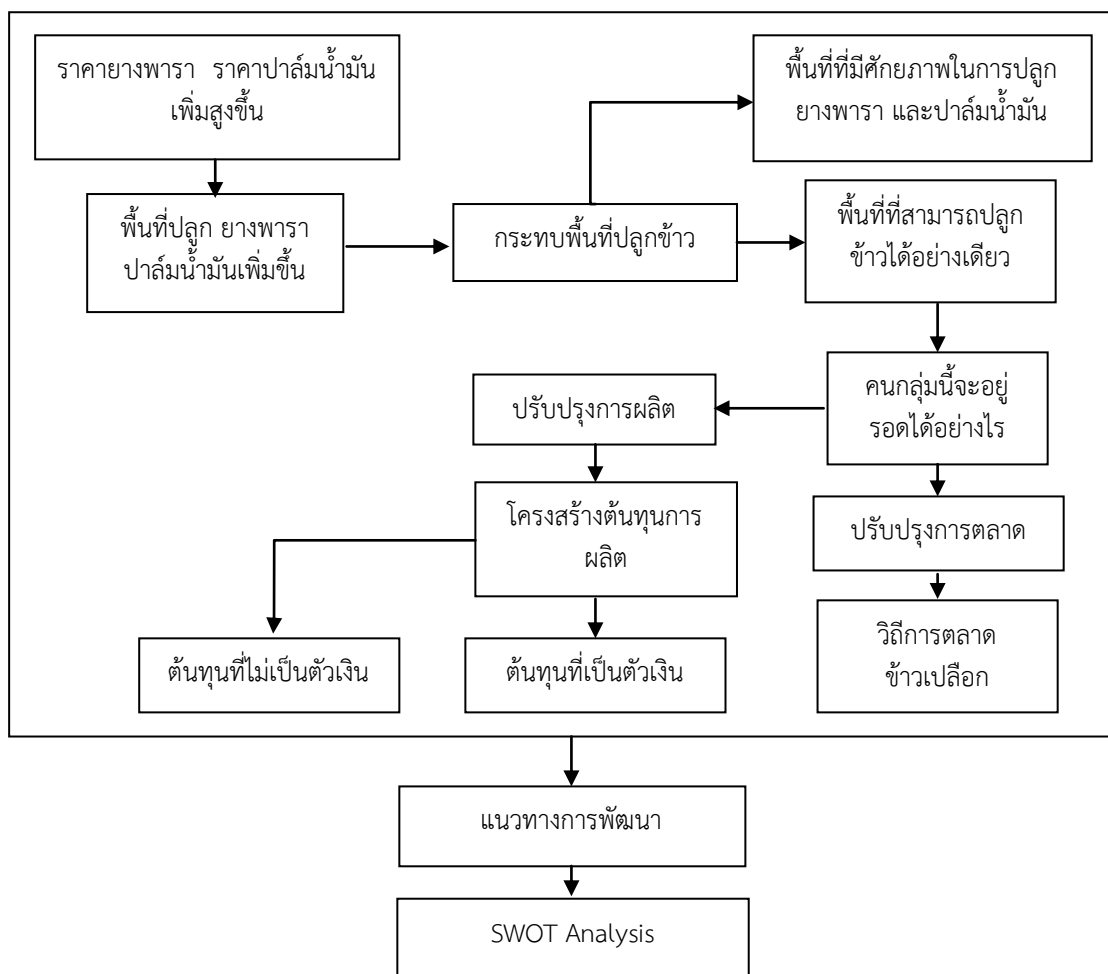 ราคายางพารา ราคาปาล์มน้ำมัน
เพิ่มสูงขึ้น
พื้นที่ที่มีศักยภาพในการปลูก
ยางพารา และปาล์มน้ำมัน
พื้นที่ปลูก ยางพารา
ปาล์มน้ำมันเพิ่มขึ้น
กระทบพื้นที่ปลูกข้าว
พื้นที่ที่สามารถปลูก
ข้าวได้อย่างเดียว
ปรับปรุงการผลิต
คนกลุ่มนี้จะอยู่
รอดได้อย่างไร
โครงสร้างต้นทุนการ
ผลิต
ปรับปรุงการตลาด
ต้นทุนที่ไม่เป็นตัวเงิน
ต้นทุนที่เป็นตัวเงิน
วิถีการตลาด
ข้าวเปลือก
แนวทางการพัฒนา
SWOT Analysis